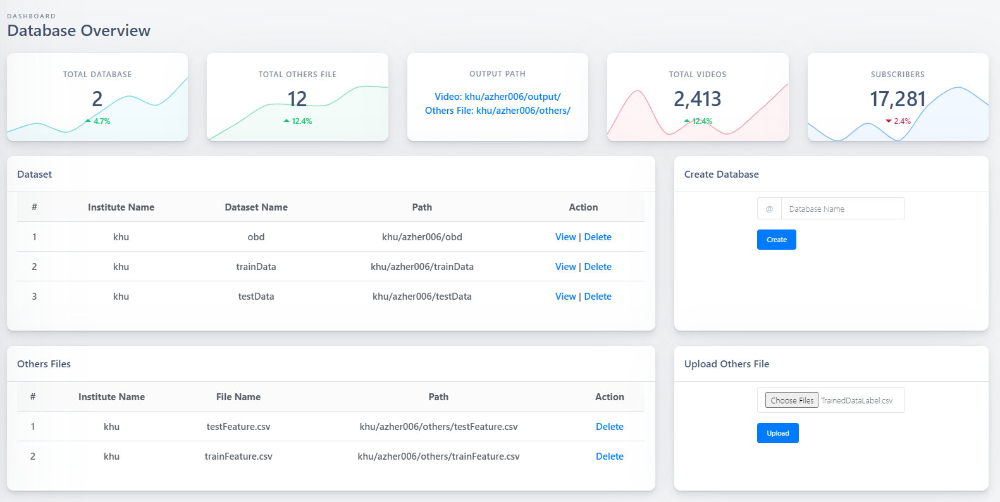 DASHBOARD
Database Overview
TOTAL DATABASE
2
4.7%
TOTAL OTHERS FILE
12
12.4%
OUTPUT PATH
Video: khu/azher006/output/
Others File: khu/azher006/others/
TOTAL VIDEOS
2,413
12.4%
SUBSCRIBERS
17,281
2.4%
Dataset
# Institute Name Dataset Name Path Action
1 khu obd khu/azher006/obd View | Delete
2 khu trainData khu/azher006/trainData View | Delete
3 khu testData khu/azher006/testData View | Delete
Create Database
@ Database Name
Create
Others Files
# Institute Name File Name Path Action
1 khu testFeature.csv khu/azher006/others/testFeature.csv Delete
2 khu trainFeature.csv khu/azher006/others/trainFeature.csv Delete
Upload Others File
Choose Files TrainedDataLabel.csv
Upload